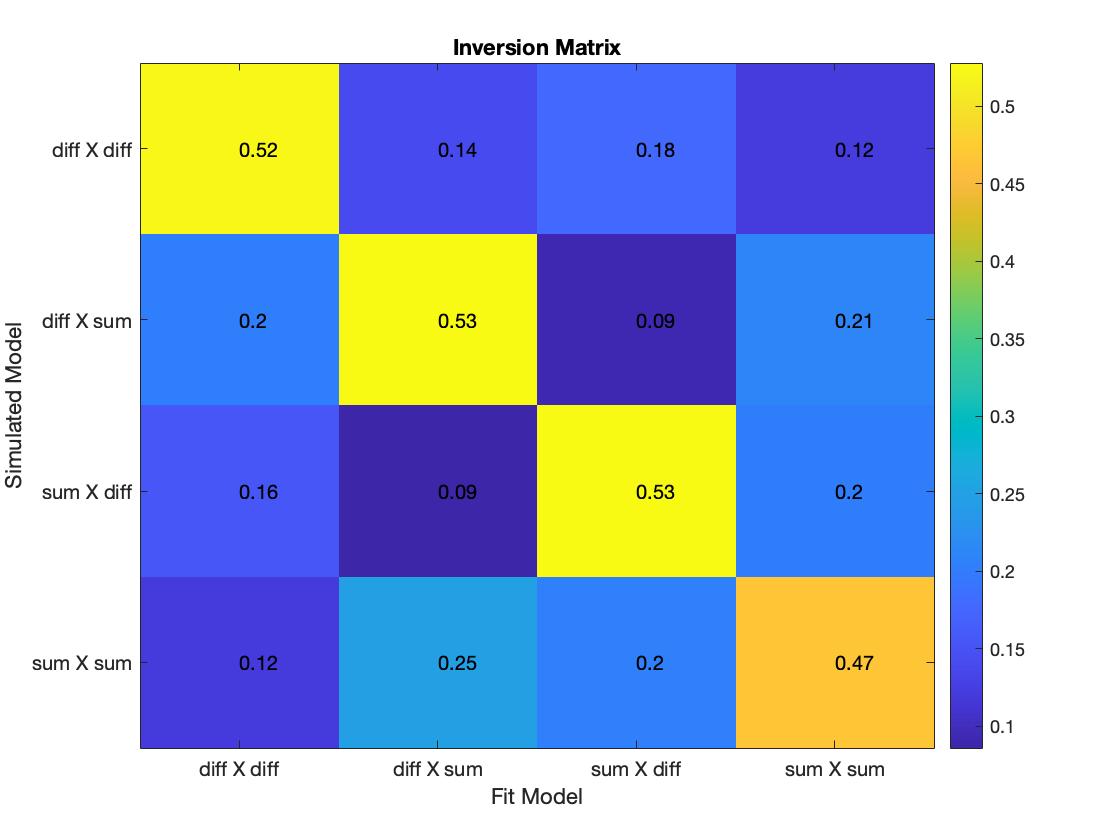 Inversion Matrix
Simulated Model
diff X diff
0.52 0.14 0.18 0.12
diff X sum
0.2 0.53 0.09 0.21
sum X diff
0.16 0.09 0.53 0.2
sum X sum
0.12 0.25 0.2 0.47
diff X diff diff X sum sum X diff sum X sum
Fit Model
0.5
0.45
0.4
0.35
0.3
0.25
0.2
0.15
0.1